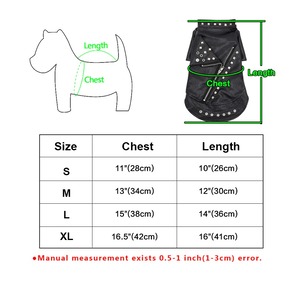 Length
Chest
Length
Chest
Size Chest Length
S 11"(28cm) 10"(26cm)
M 13"(34cm) 12"(30cm)
L 15"(38cm) 14"(36cm)
XL 16.5"(42cm) 16"(41cm)
●Manual measurement exists 0.5-1 inch(1-3cm) error.